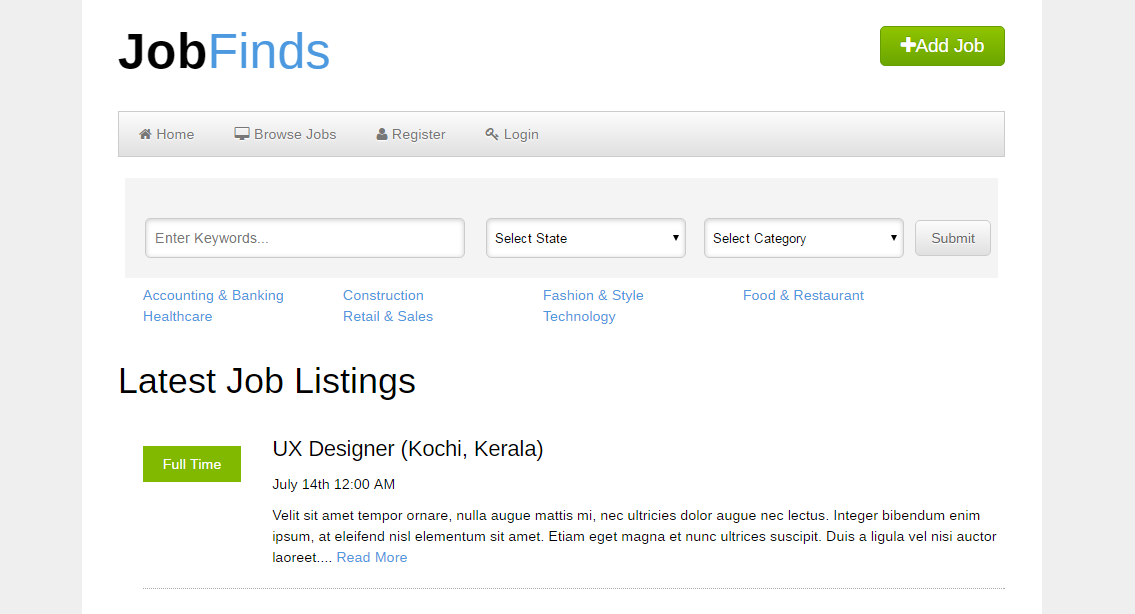 JobFinds
Add Job
Home Browse Jobs Register Login
Enter Keywords... Select State Select Category Submit
Accounting & Banking Construction Fashion & Style Food & Restaurant
Healthcare Retail & Sales Technology
Latest Job Listings
Full Time
UX Designer (Kochi, Kerala)
July 14th 12:00 AM
Velit sit amet tempor ornare, nulla augue mattis mi, nec ultricies dolor augue nec lectus. Integer bibendum enim
ipsum, at eleifend nisl elementum sit amet. Etiam eget magna et nunc ultrices suscipit. Duis a ligula vel nisi auctor
laoreet.... Read More